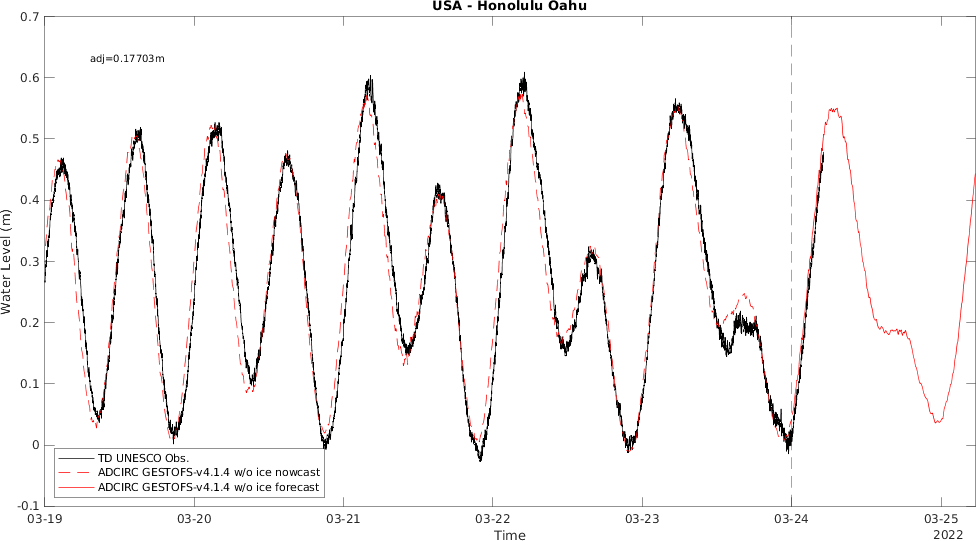 USA - Honolulu Oahu
adj=0.17703m
0.7
0.6
0.5
0.4
0.3
0.2
0.1
0
-0.1
Water Level (m)
TD UNESCO Obs.
ADCIRC GESTOFS-v4.1.4 w/o ice nowcast
ADCIRC GESTOFS-v4.1.4 w/o ice forecast
03-19 03-20 03-21 03-22 03-23 03-24 03-25
Time
2022